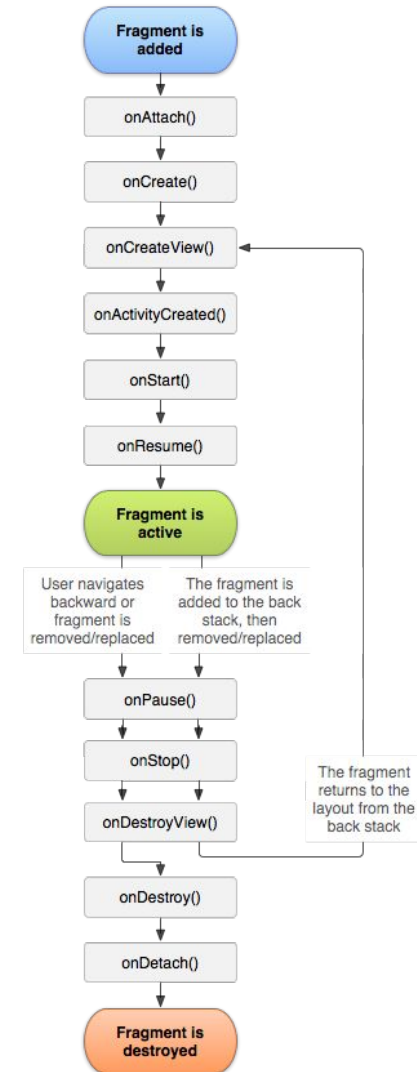 Fragment is
added
onAttach()
onCreate()
onCreateView()
onActivityCreated()
onStart()
onResume()
Fragment is
active
User navigates
backward or
fragment is
removed/replaced
The fragment is
added to the back
stack, then
removed/replaced
onPause()
onStop()
onDestroyView()
The fragment
returns to the
layout from the
back stack
onDestroy()
onDetach()
Fragment is
destroyed